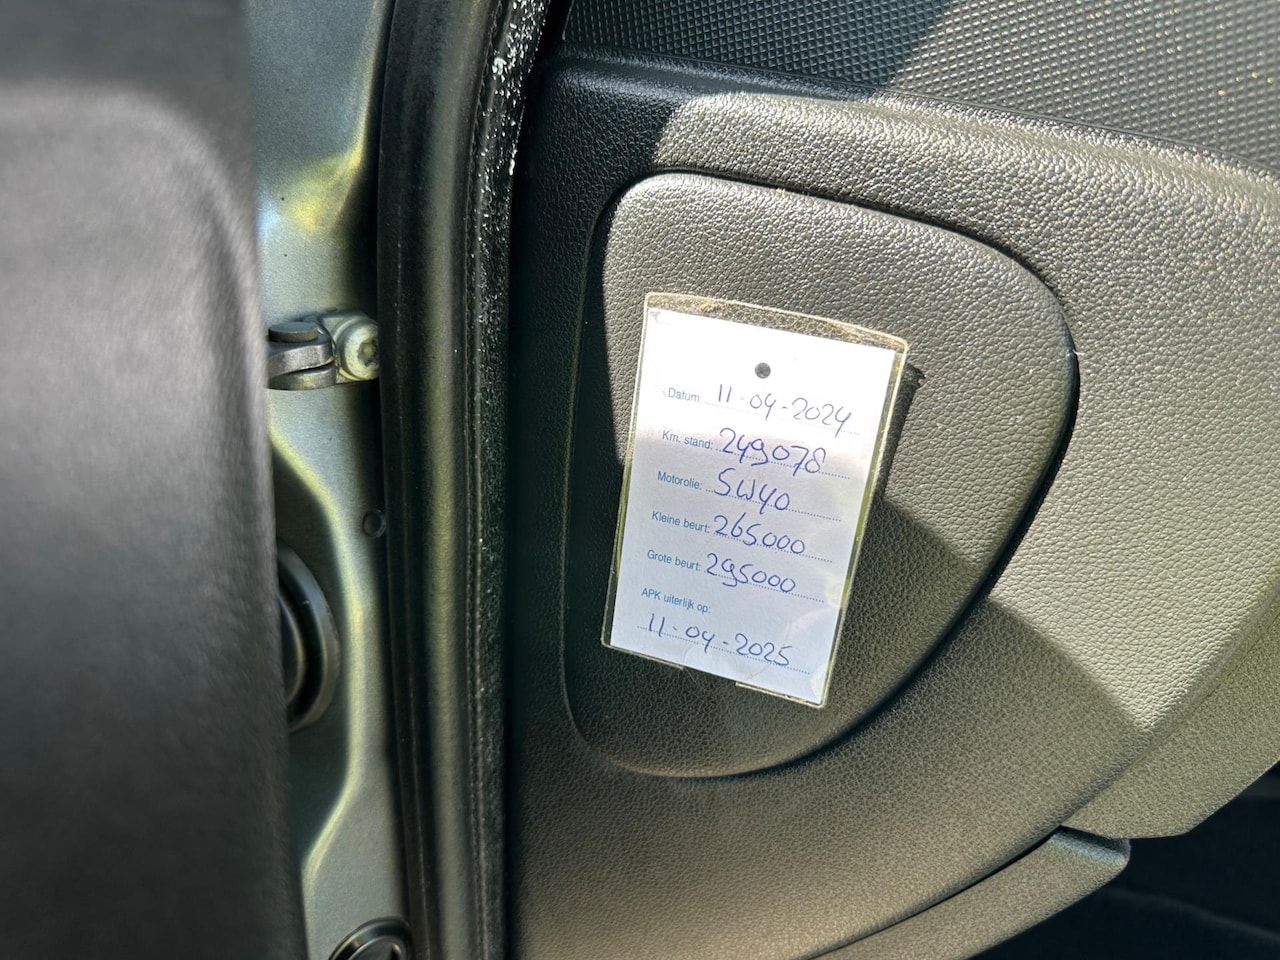 Datum: 11-04-2024
Km. stand: 249078
Motorolie: 5W40
Kleine beurt: 265000
Grote beurt: 295000
APK uiterlijk op:
11-04-2025